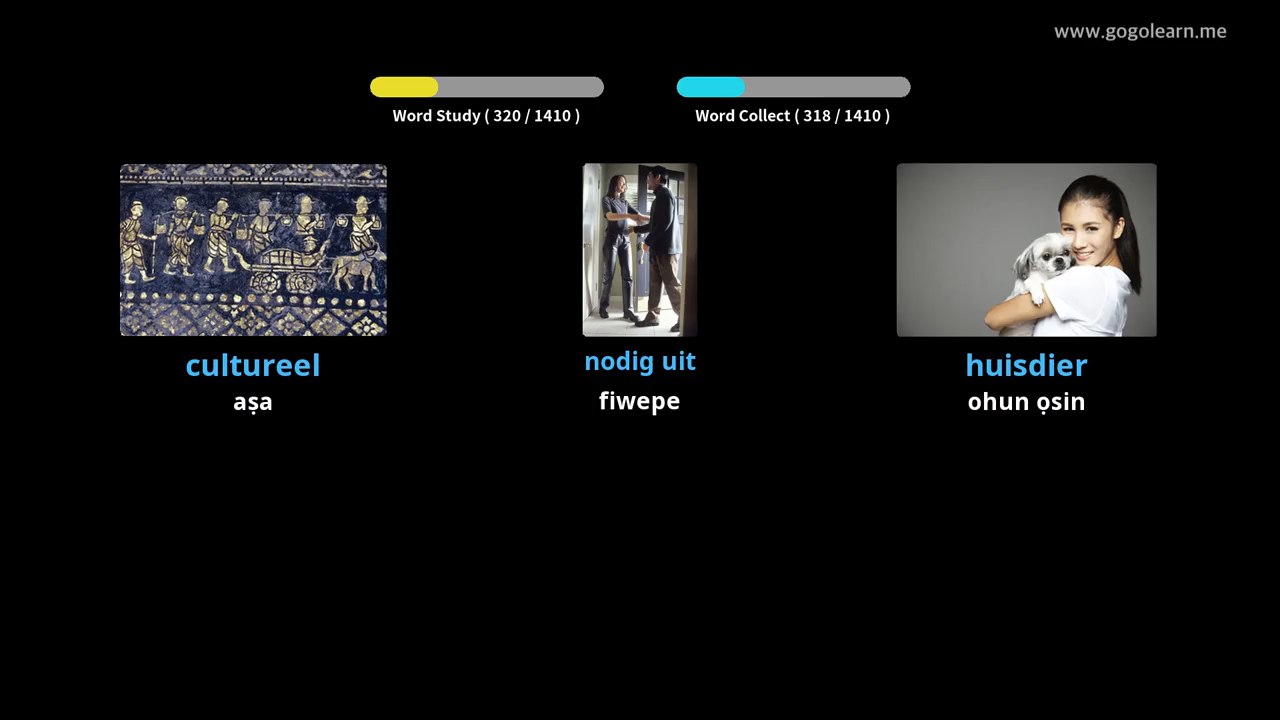 www.gogolearn.me
Word Study ( 320 / 1410 )
Word Collect ( 318 / 1410 )
cultureel
aṣa
nodig uit
fiwepe
huisdier
ohun ọsin